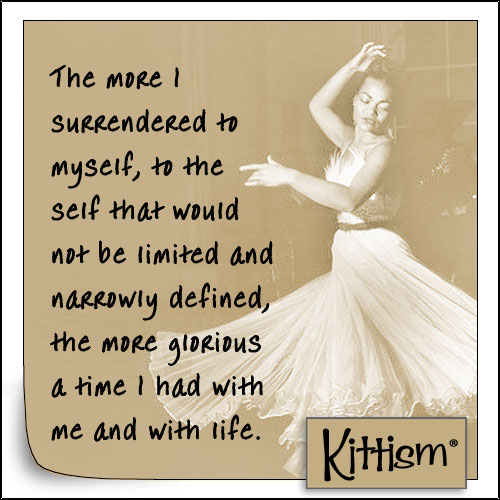 The more I
surrendered to
myself, to the
self that would
not be limited and
narrowly defined,
the more glorious
a time I had with
me and with life.
Kittism®